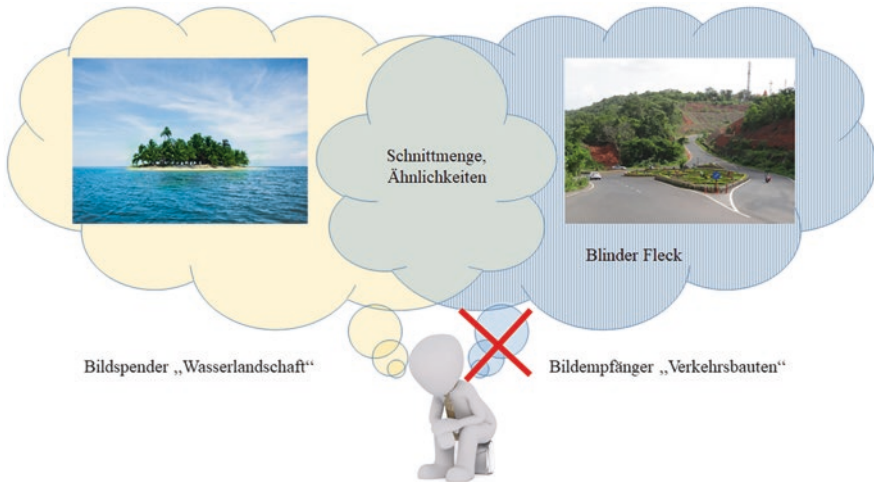 Schnittmenge,
Ähnlichkeiten
Blinder Fleck
Bildspender „Wasserlandschaft“
Bildempfänger „Verkehrsbauten“